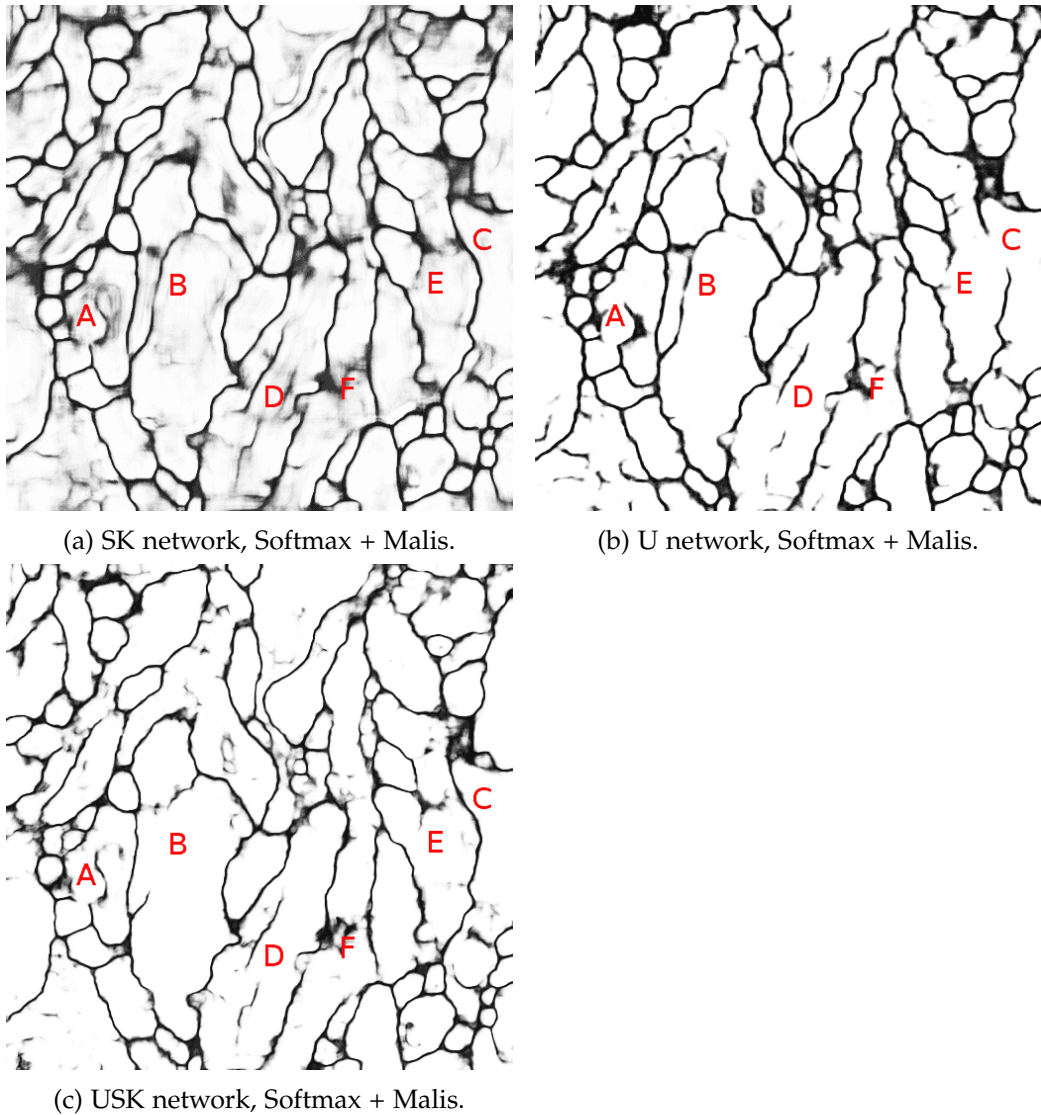 C
B
E
A
D
F
(a) SK network, Softmax + Malis.
C
B
E
A
D
F
(b) U network, Softmax + Malis.
C
B
E
A
D
F
(c) USK network, Softmax + Malis.